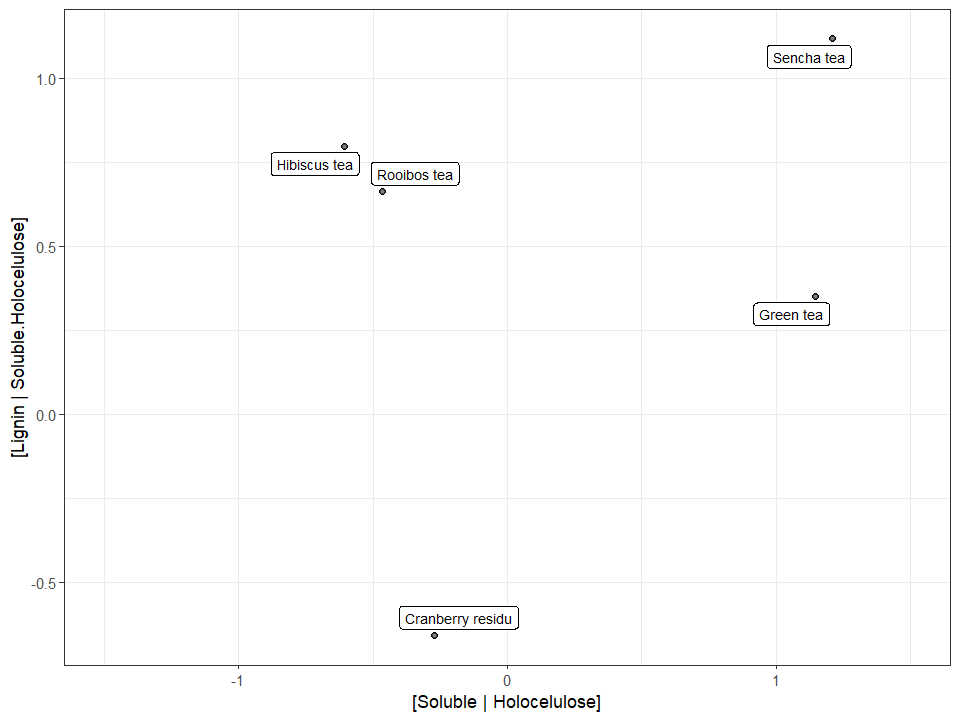 Sencha tea
1.0
Hibiscus tea
Rooibos tea
0.5
Green tea
0.0
-0.5
Cranberry residu
-1
0
1
[Soluble | Holocelulose]
[Lignin | Soluble.Holocelulose]